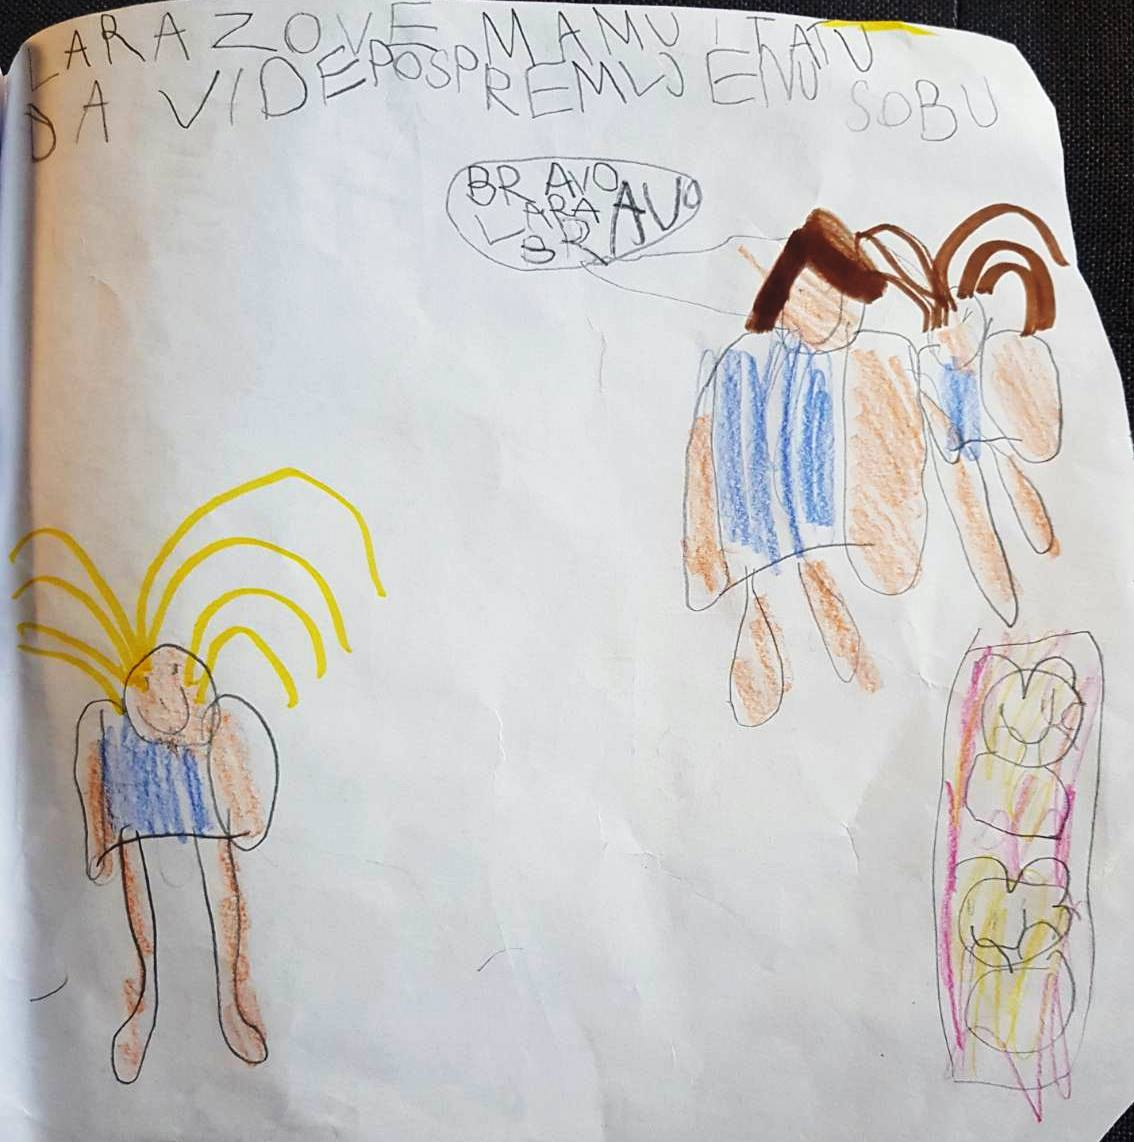 LARA ZOVE MAMU I TATU
DA VIDE POSPREMLJENU SOBU
BRAVO
LARA
BRAVO